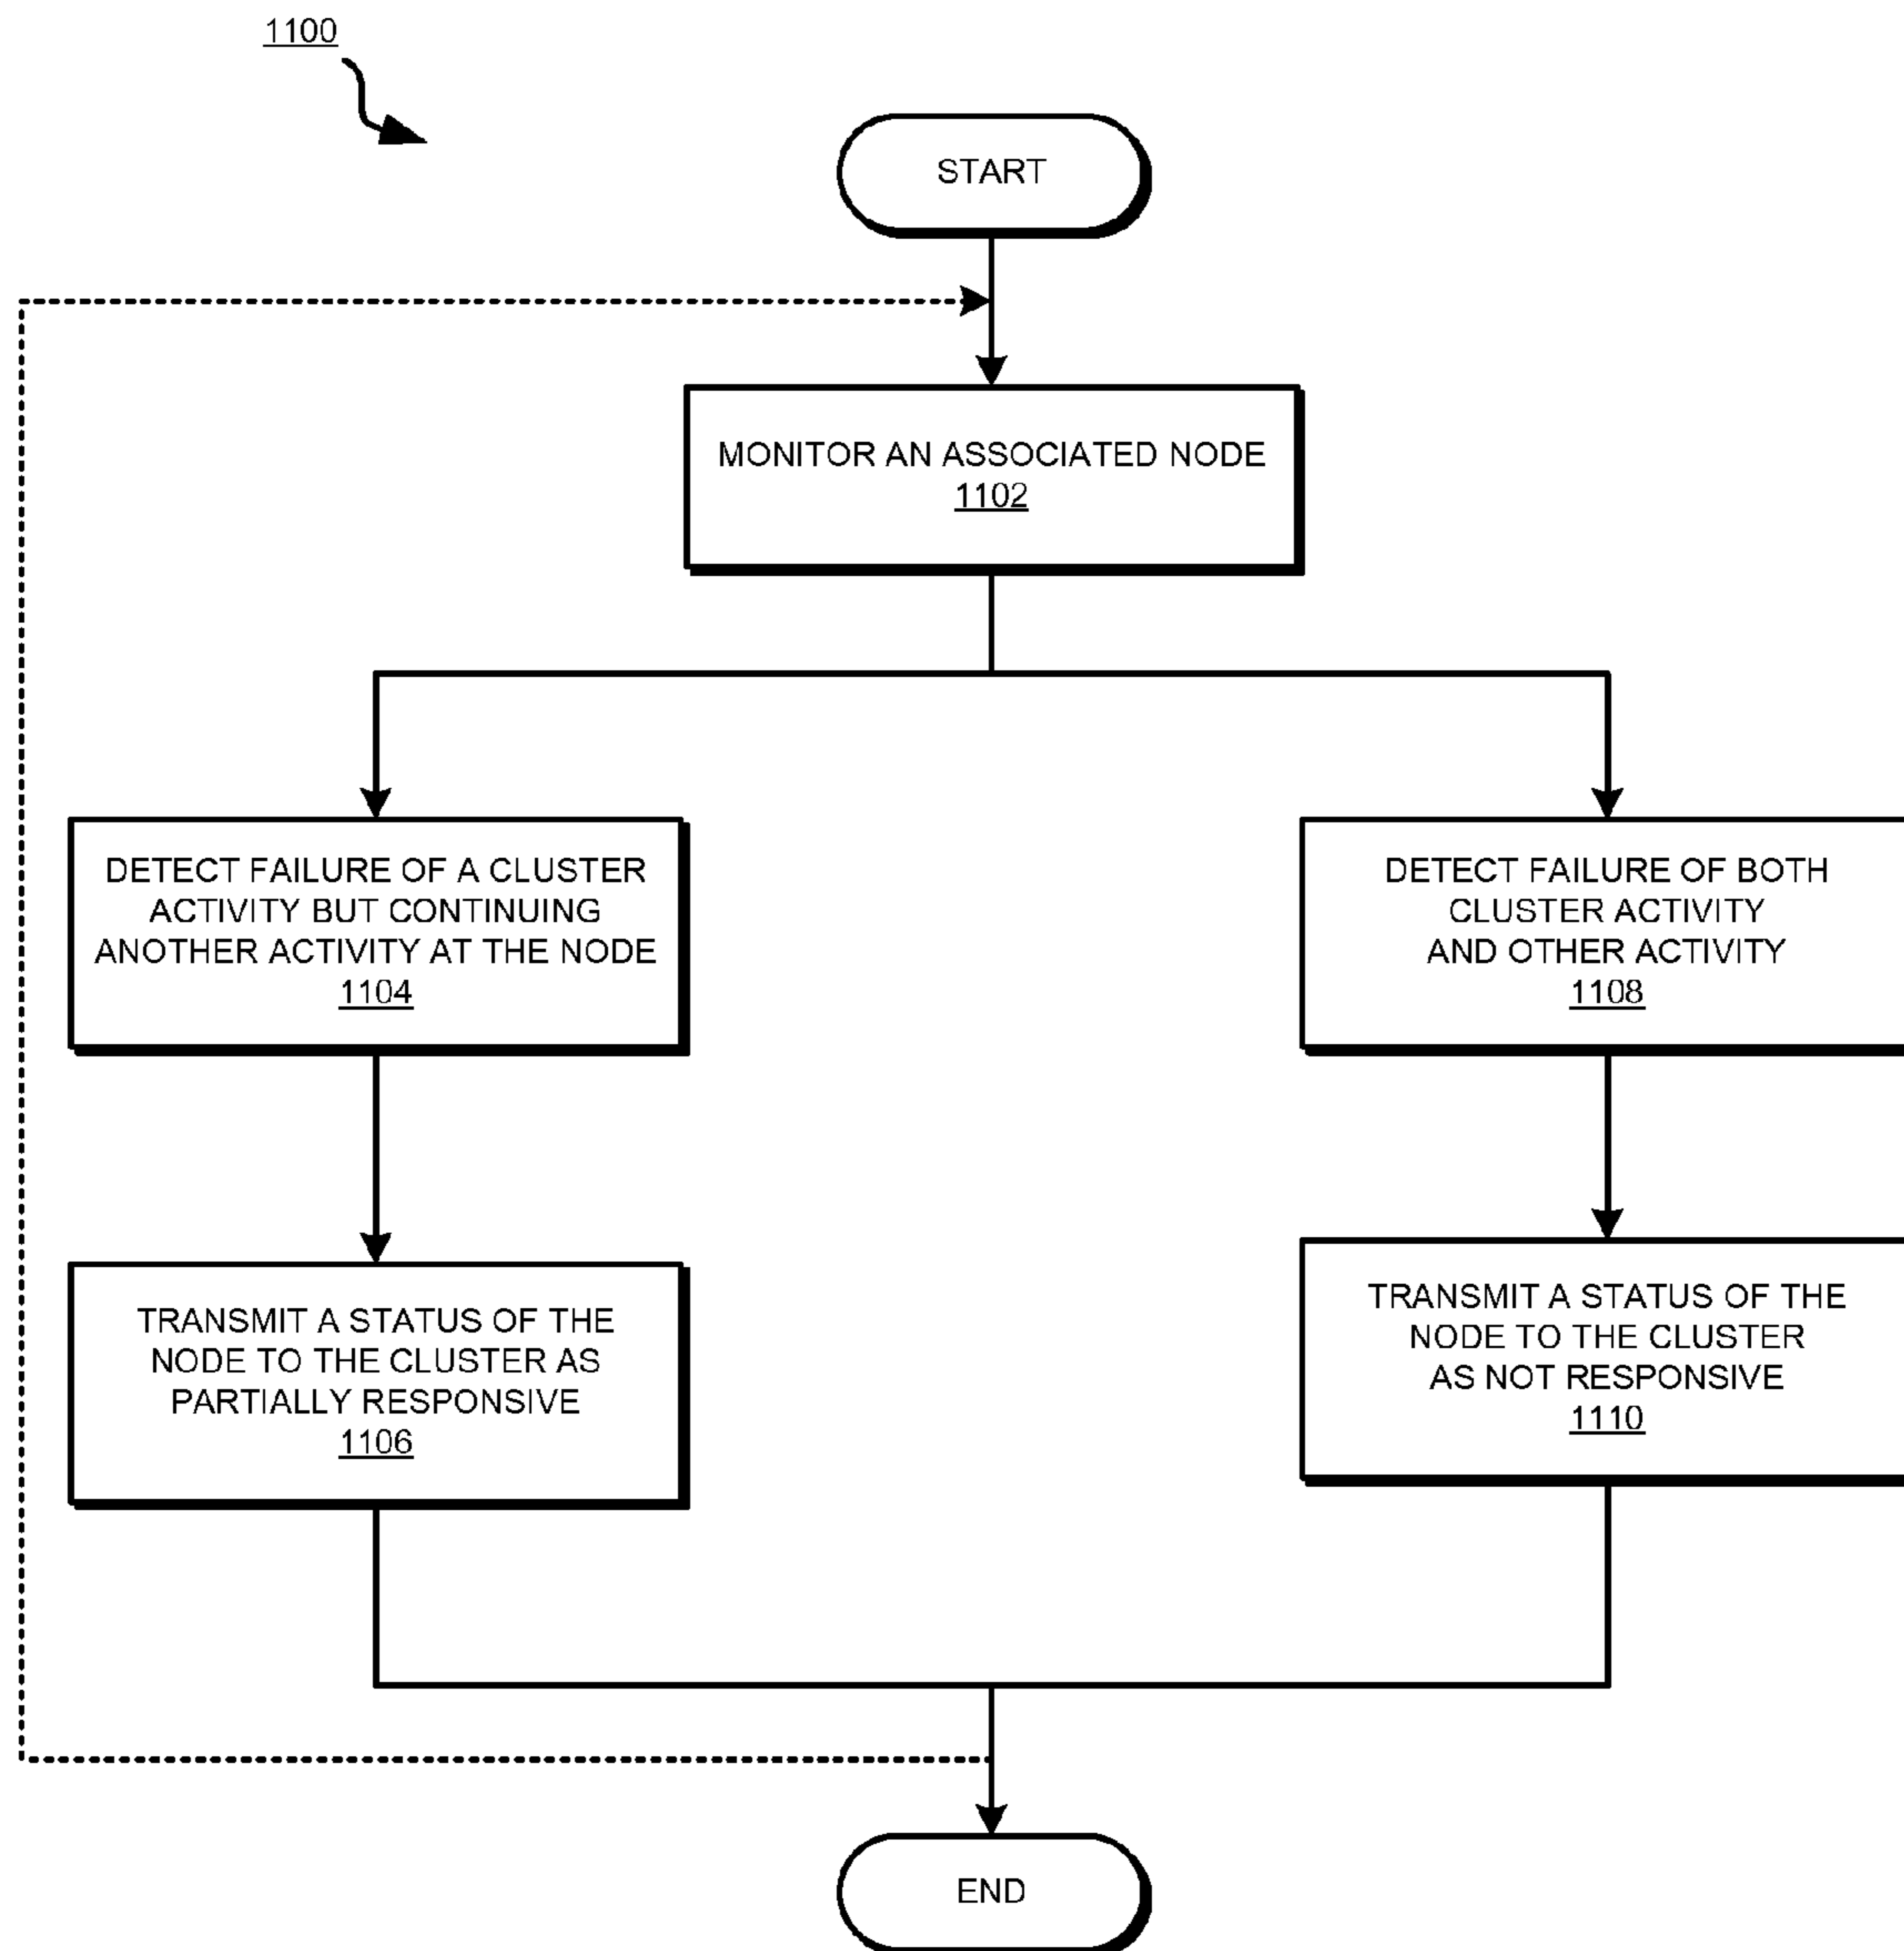 1100
START
MONITOR AN ASSOCIATED NODE
1102
DETECT FAILURE OF A CLUSTER
ACTIVITY BUT CONTINUING
ANOTHER ACTIVITY AT THE NODE
1104
DETECT FAILURE OF BOTH
CLUSTER ACTIVITY
AND OTHER ACTIVITY
1108
TRANSMIT A STATUS OF THE
NODE TO THE CLUSTER AS
PARTIALLY RESPONSIVE
1106
TRANSMIT A STATUS OF THE
NODE TO THE CLUSTER
AS NOT RESPONSIVE
1110
END